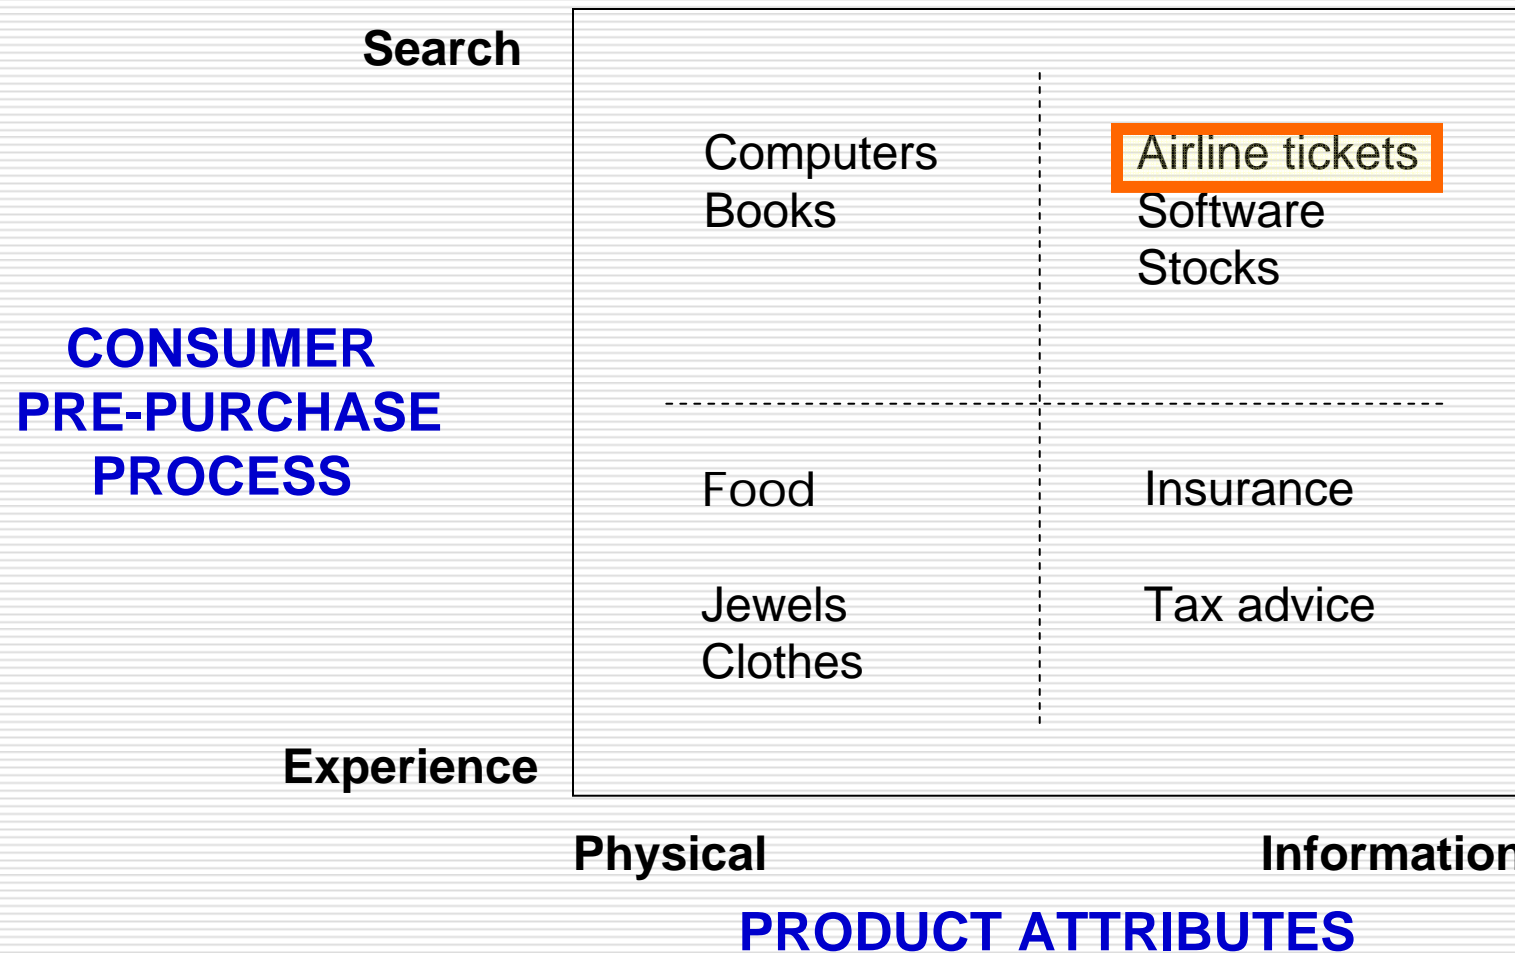 Search
Computers
Airline tickets
Books
Software
Stocks
CONSUMER
PRE-PURCHASE
PROCESS
Food
Insurance
Jewels
Tax advice
Clothes
Experience
Physical
Information
PRODUCT ATTRIBUTES